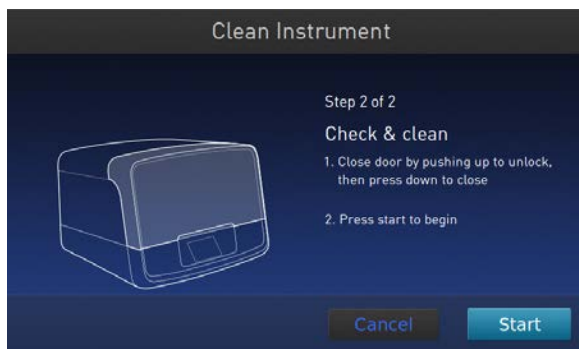 Clean Instrument
Step 2 of 2
Check & clean
1. Close door by pushing up to unlock,
then press down to close
2. Press start to begin
Cancel
Start